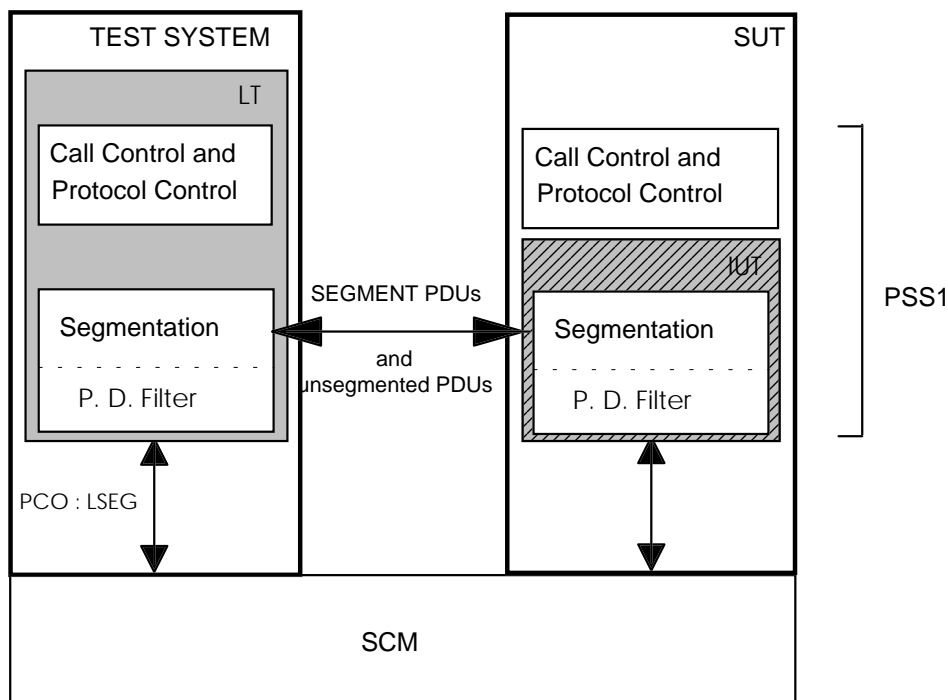 TEST SYSTEM
LT
Call Control and
Protocol Control
Segmentation
P. D. Filter
PCO : LSEG
SEGMENT PDUs
and
unsegmented PDUs
SUT
Call Control and
Protocol Control
IUT
Segmentation
P. D. Filter
PSS1
SCM